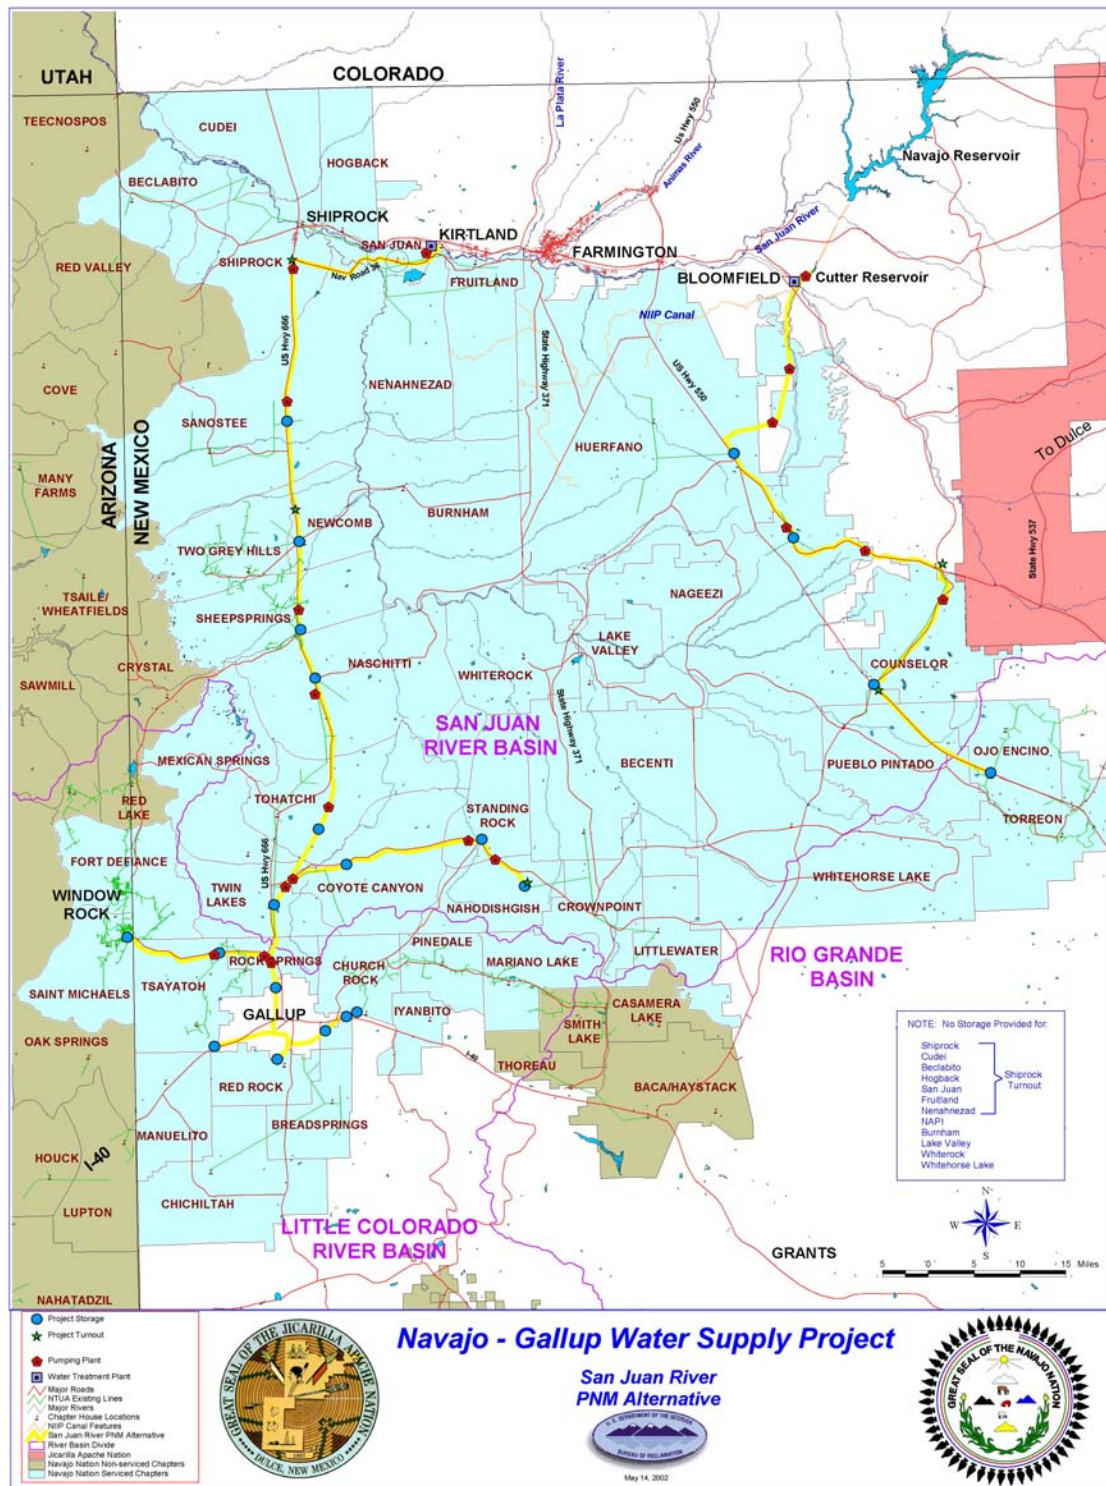 UTAH
COLORADO
TEECNOSPOS
CUDEI
La Plata River
Us Hwy 550
HOGBACK
Animas River
Navajo Reservoir
BECLABITO
SHIPROCK
KIRTLAND
San Juan River
SAN JUAN
FARMINGTON
RED VALLEY
SHIPROCK
Nav Road 36
FRUITLAND
BLOOMFIELD
Cutter Reservoir
NIIP Canal
US Hwy 666
State Highway 371
US Hwy 550
COVE
NENAHNEZAD
SANOSTEE
HUERFANO
To Dulce
ARIZONA
NEW MEXICO
MANY
FARMS
BURNHAM
NEWCOMB
State Hwy 537
TWO GREY HILLS
TSAILE/
WHEATFIELDS
NAGEEZI
SHEEPSPRINGS
LAKE
VALLEY
CRYSTAL
NASCHITTI
WHITEROCK
COUNSELOR
SAWMILL
State Highway 371
SAN JUAN
RIVER BASIN
OJO ENCINO
MEXICAN SPRINGS
BECENTI
PUEBLO PINTADO
RED
LAKE
TOHATCHI
STANDING
ROCK
TORREON
US Hwy 666
FORT DEFIANCE
WHITEHORSE LAKE
WINDOW
ROCK
TWIN
LAKES
COYOTE CANYON
NAHODISHGISH
CROWNPOINT
PINEDALE
LITTLEWATER
RIO GRANDE
BASIN
ROCK SPRINGS
CHURCH
ROCK
MARIANO LAKE
SAINT MICHAELS
TSAYATOH
GALLUP
IYANBITO
CASAMERA
LAKE
SMITH
LAKE
OAK SPRINGS
I-40
THOREAU
RED ROCK
BACA/HAYSTACK
BREADSPRINGS
MANUELITO
HOUCK
I-40
CHICHILTAH
LUPTON
LITTLE COLORADO
RIVER BASIN
GRANTS
NAHATADZIL
NOTE: No Storage Provided for:
Shiprock
Cudei
Beclabito
Hogback
San Juan
Fruitland
Nenahnezad
Shiprock
Turnout
NAPI
Burnham
Lake Valley
Whiterock
Whitehorse Lake
N
W E
S
5 0 5 10 15 Miles
Project Storage
Project Turnout
Pumping Plant
Water Treatment Plant
Major Roads
NTUA Existing Lines
Major Rivers
Chapter House Locations
NIIP Canal Features
San Juan River PNM Alternative
River Basin Divide
Jicarilla Apache Nation
Navajo Nation Non-serviced Chapters
Navajo Nation Serviced Chapters
GREAT SEAL OF THE JICARILLA APACHE NATION
DULCE, NEW MEXICO
Navajo - Gallup Water Supply Project
San Juan River
PNM Alternative
U.S. DEPARTMENT OF THE INTERIOR
BUREAU OF RECLAMATION
May 14, 2002
GREAT SEAL OF THE NAVAJO NATION